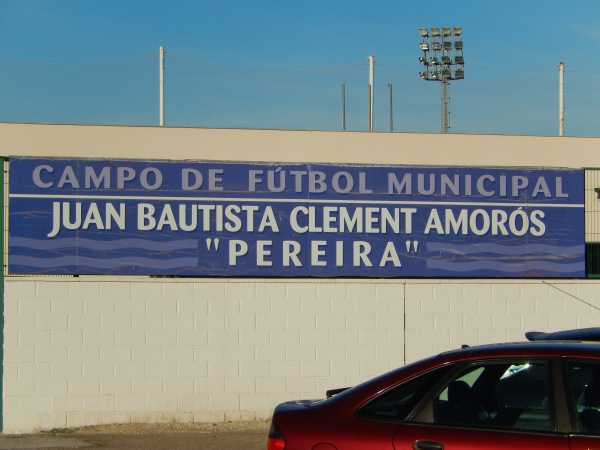 CAMPO DE FÚTBOL MUNICIPAL
JUAN BAUTISTA CLEMENT AMORÓS
"PEREIRA"